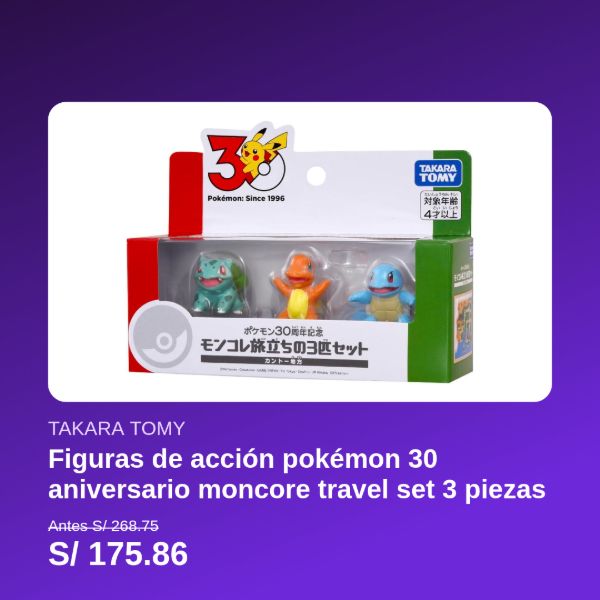 30
Pokémon: Since 1996
TAKARA
TOMY
対象年齢
4才以上
ポケモン30周年記念
モンコレ旅立ちの3匹セット
カントー地方
TAKARA TOMY
Figuras de acción pokémon 30
aniversario moncore travel set 3 piezas
Antes S/ 268.75
S/ 175.86